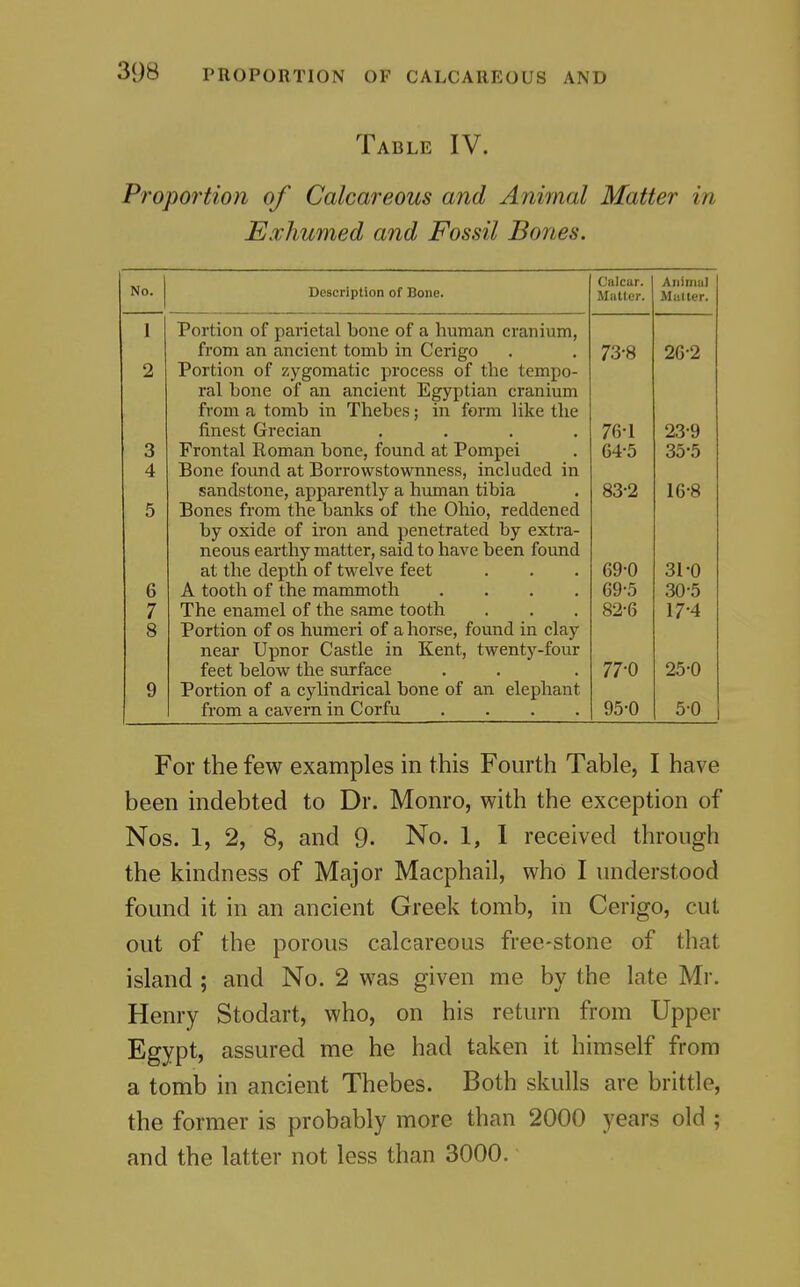 398 PROPORTION OF CALCAREOUS AND
Table IV.
Proportion of Calcareous and Animal Matter in
Exhumed and Fossil Bones.
No. Description of Bone. Calcar. Matter. Animal Matter.
1 Portion of parietal bone of a human cranium,
from an ancient tomb in Cerigo . . 73·8 26·2
2 Portion of zygomatic process of the tempo-
ral bone of an ancient Egyptian cranium
from a tomb in Thebes; in form like the
finest Grecian . . . . 76·1 23·9
3 Frontal Roman bone, found at Pompei . 64·5 35·5
4 Bone found at Borrowstownness, included in
sandstone, apparently a human tibia . 83·2 16·8
5 Bones from the banks of the Ohio, reddened
by oxide of iron and penetrated by extra-
neous earthy matter, said to have been found
at the depth of twelve feet . . . 69·0 31·0
6 A tooth of the mammoth . . . . 69·5 30·5
7 The enamel of the same tooth . . . 82·6 17·4
8 Portion of os humeri of a horse, found in clay
near Upnor Castle in Kent, twenty-four
feet below the surface . . . 77·0 25·0
9 Portion of a cylindrical bone of an elephant
from a cavern in Corfu . . . . 95·0 5·0
For the few examples in this Fourth Table, I have
been indebted to Dr. Monro, with the exception of
Nos. 1, 2, 8, and 9. No. 1, I received through
the kindness of Major Macphail, who I understood
found it in an ancient Greek tomb, in Cerigo, cut
out of the porous calcareous free-stone of that
island ; and No. 2 was given me by the late Mr.
Henry Stodart, who, on his return from Upper
Egypt, assured me he had taken it himself from
a tomb in ancient Thebes. Both skulls are brittle,
the former is probably more than 2000 years old ;
and the latter not less than 3000.